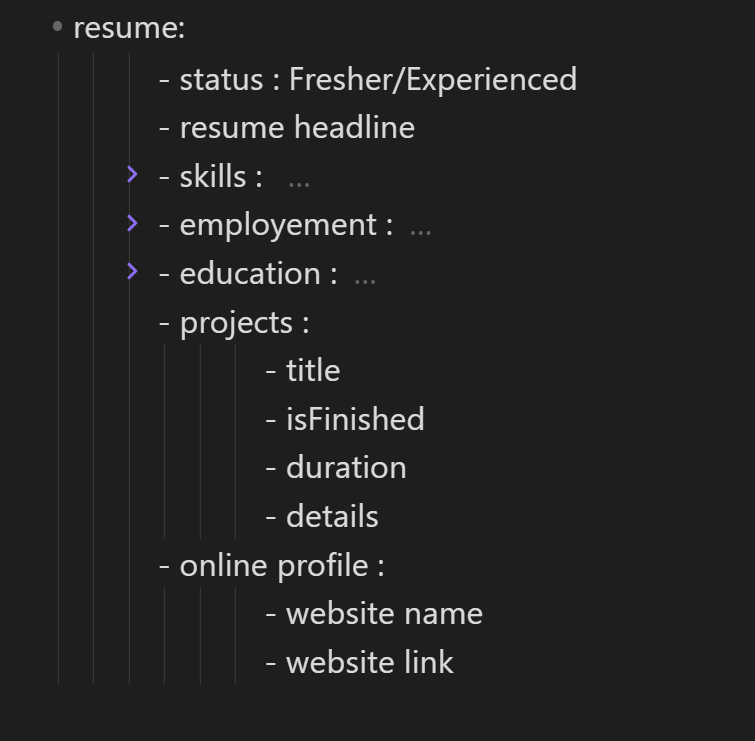 • resume:
- status : Fresher/Experienced
- resume headline
- skills : ...
- employement : ...
- education : ...
- projects :
- title
- isFinished
- duration
- details
- online profile :
- website name
- website link